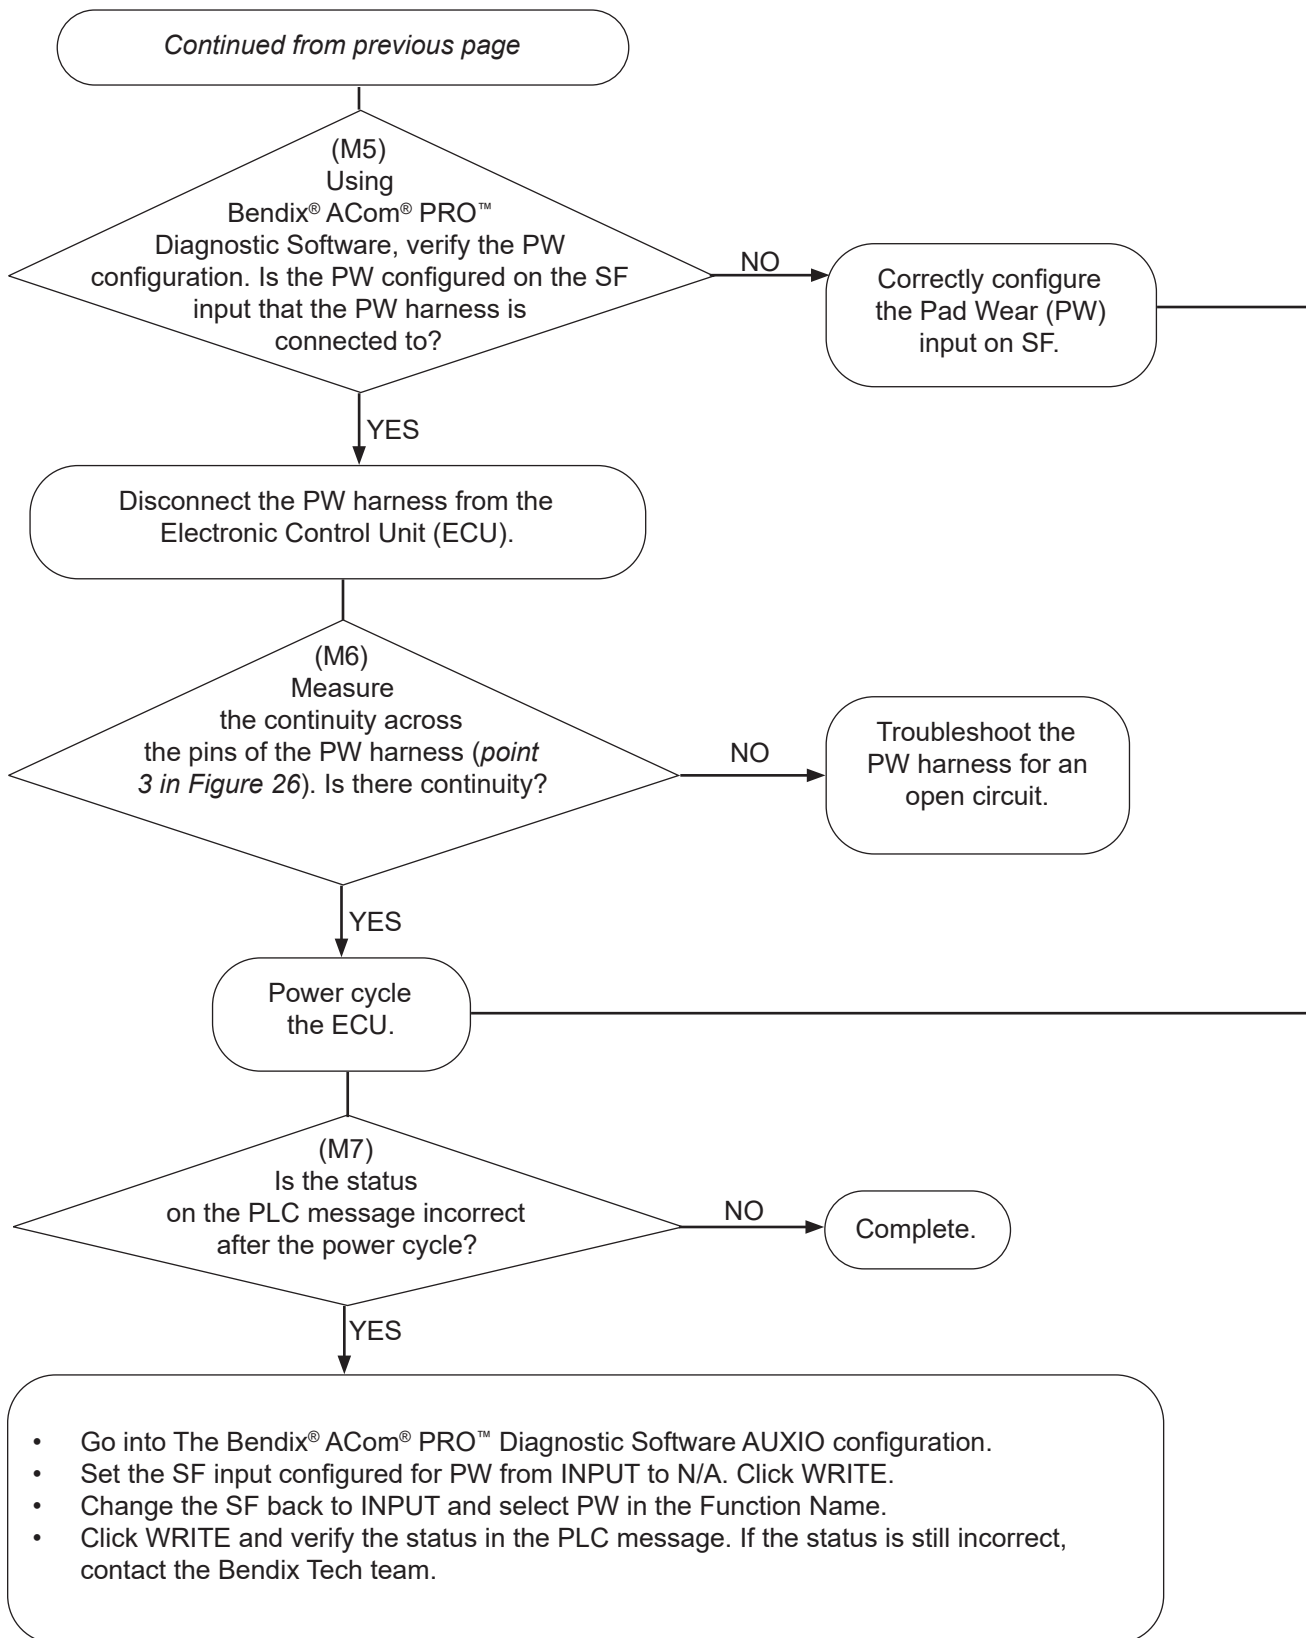 Continued from previous page
(M5)
Using
Bendix® ACom® PRO™
Diagnostic Software, verify the PW
configuration. Is the PW configured on the SF
input that the PW harness is
connected to?
NO
Correctly configure
the Pad Wear (PW)
input on SF.
YES
Disconnect the PW harness from the
Electronic Control Unit (ECU).
(M6)
Measure
the continuity across
the pins of the PW harness (point
3 in Figure 26). Is there continuity?
NO
Troubleshoot the
PW harness for an
open circuit.
YES
Power cycle
the ECU.
(M7)
Is the status
on the PLC message incorrect
after the power cycle?
NO
Complete.
YES
• Go into The Bendix® ACom® PRO™ Diagnostic Software AUXIO configuration.
• Set the SF input configured for PW from INPUT to N/A. Click WRITE.
• Change the SF back to INPUT and select PW in the Function Name.
• Click WRITE and verify the status in the PLC message. If the status is still incorrect,
contact the Bendix Tech team.